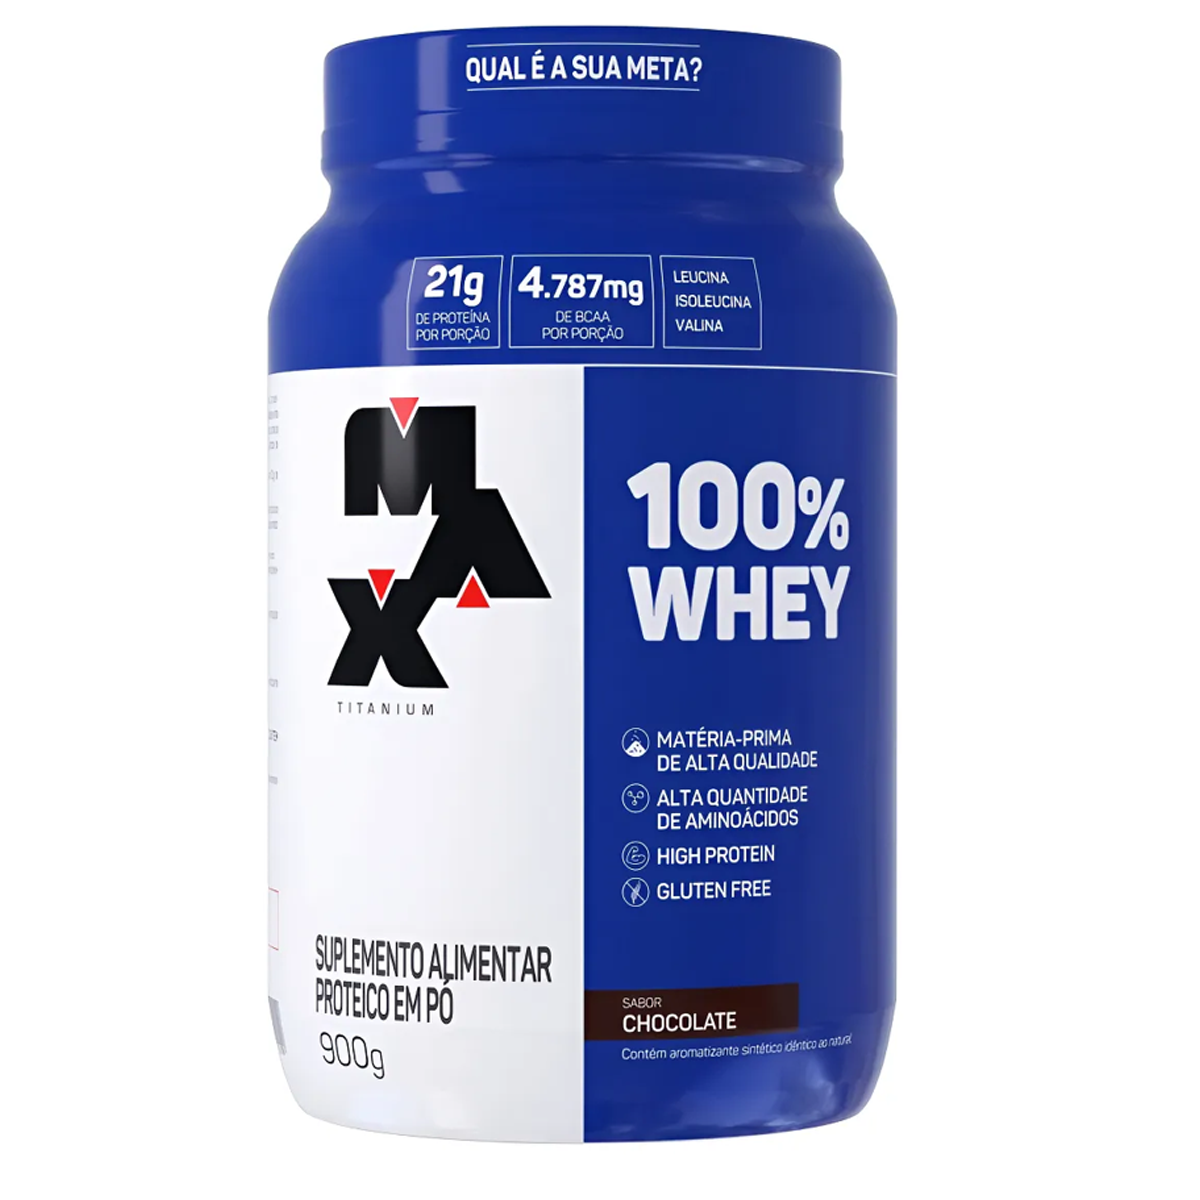 QUAL É A SUA META?
21g
DE PROTEÍNA
POR PORÇÃO
4.787mg
DE BCAA
POR PORÇÃO
LEUCINA
ISOLEUCINA
VALINA
MAX
TITANIUM
100%
WHEY
MATÉRIA-PRIMA
DE ALTA QUALIDADE
ALTA QUANTIDADE
DE AMINOÁCIDOS
HIGH PROTEIN
GLUTEN FREE
SUPLEMENTO ALIMENTAR
PROTEICO EM PÓ
900g
SABOR
CHOCOLATE
Contém aromatizante sintético idêntico ao natural